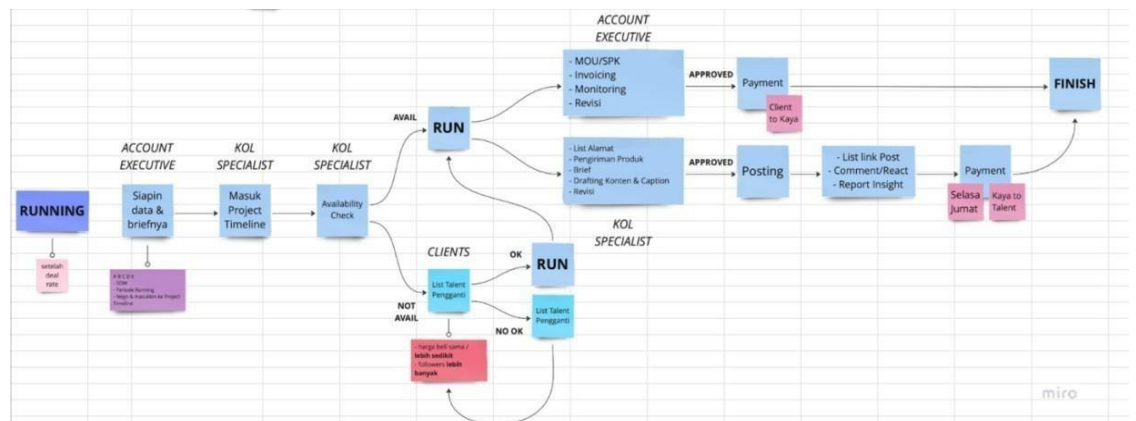 RUNNING
setelah
deal
rate
ACCOUNT
EXECUTIVE
Siapin
data &
briefnya
- Periode Running
Timeline
KOL
SPECIALIST
Masuk
Project
Timeline
KOL
SPECIALIST
Availability
Check
AVAIL
RUN
NOT
AVAIL
CLIENTS
List Talent
Pengganti
- harga beli sama /
lebih sedikit
- followers lebih
banyak
OK
RUN
NO OK
List Talent
Pengganti
ACCOUNT
EXECUTIVE
- MOU/SPK
- Invoicing
- Monitoring
- Revisi
APPROVED
Payment
Client
to Kaya
FINISH
- List Alamat
- Pengiriman Produk
- Brief
- Drafting Konten & Caption
- Revisi
KOL
SPECIALIST
APPROVED
Posting
- List link Post
- Comment/React
- Report Insight
Payment
Selasa
Jumat
Kaya to
Talent
miro